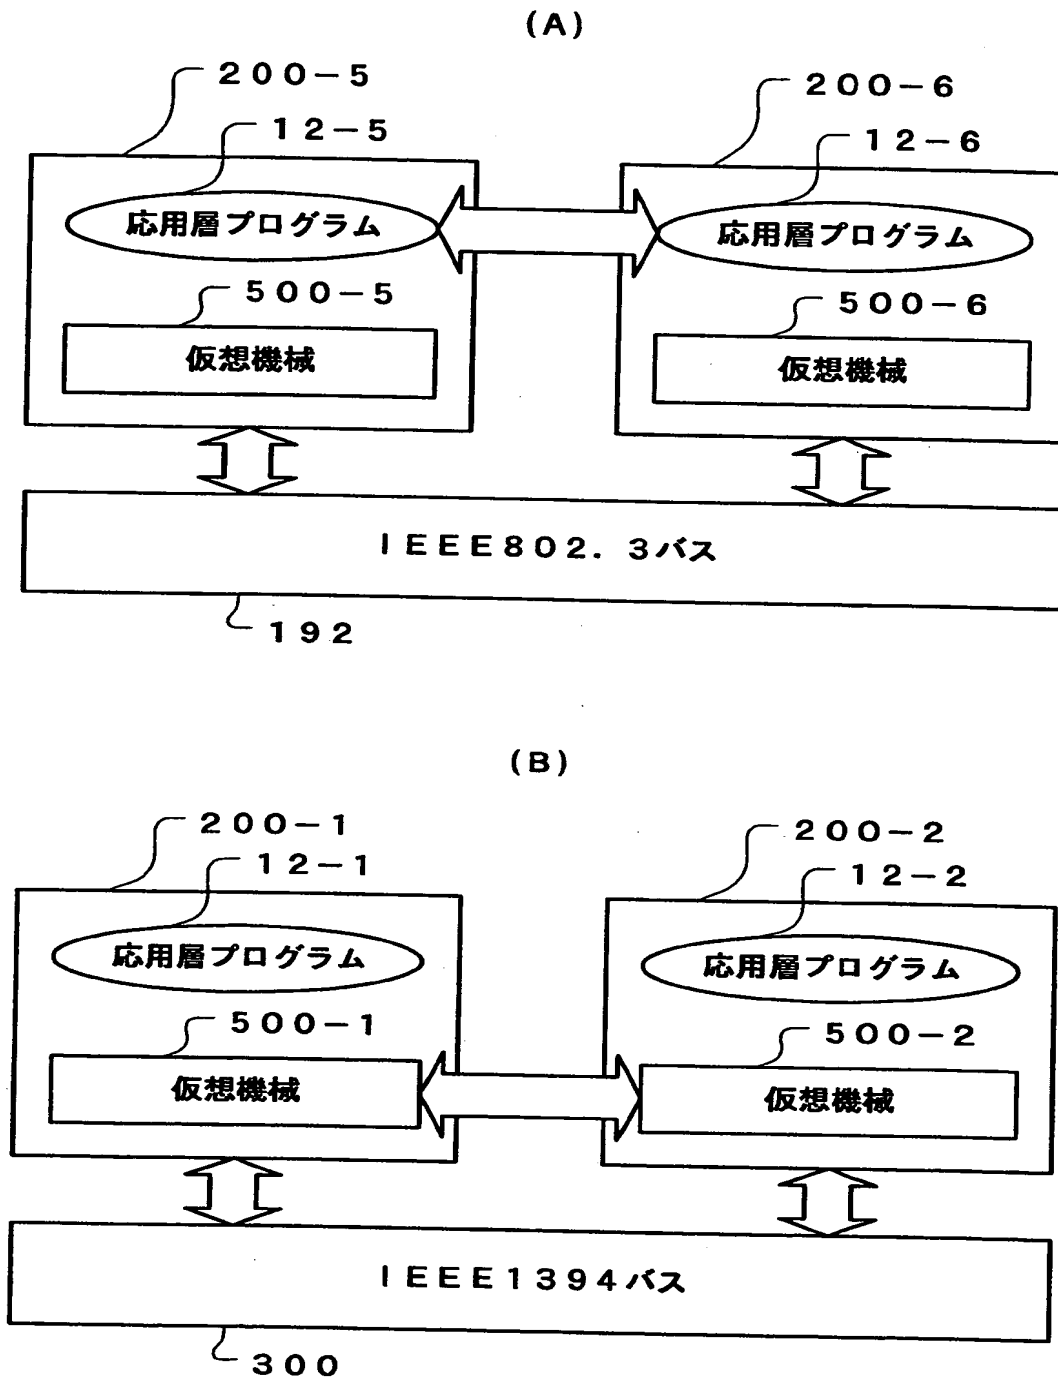 (A)
200-5
200-6
12-5
12-6
応用層プログラム
応用層プログラム
500-5
500-6
仮想機械
仮想機械
IEEE802.3バス
192
(B)
200-1
200-2
12-1
12-2
応用層プログラム
応用層プログラム
500-1
500-2
仮想機械
仮想機械
IEEE1394バス
300